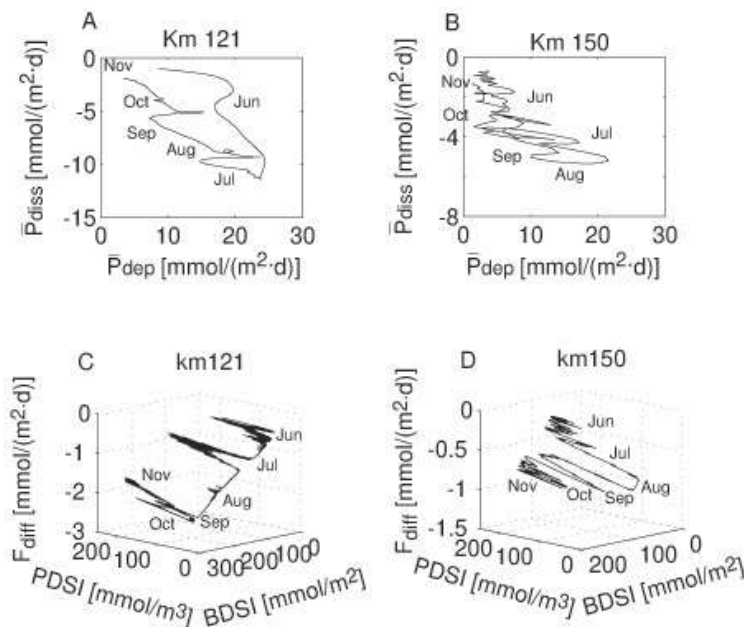 A
Km 121
0
Nov
Jun
-5
Oct
Sep
Aug
-10
Jul
-15
0 10 20 30
P̅diss [mmol/(m²·d)]
P̅dep [mmol/(m²·d)]
B
Km 150
0
Nov
Jun
Oct
-4
Jul
Sep
Aug
-8
0 10 20 30
P̅diss [mmol/(m²·d)]
P̅dep [mmol/(m²·d)]
C
km121
0
-1
-2
-3
Jun
Jul
Nov
Aug
Oct
Sep
200 100 0
300 200 100 0
Fdiff [mmol/(m²·d)]
PDSI [mmol/m³]
BDSI [mmol/m²]
D
km150
0
-0.5
-1
-1.5
Jun
Jul
Nov
Oct
Sep
Aug
200 100 0
200 100 0
Fdiff [mmol/(m²·d)]
PDSI [mmol/m³]
BDSI [mmol/m²]